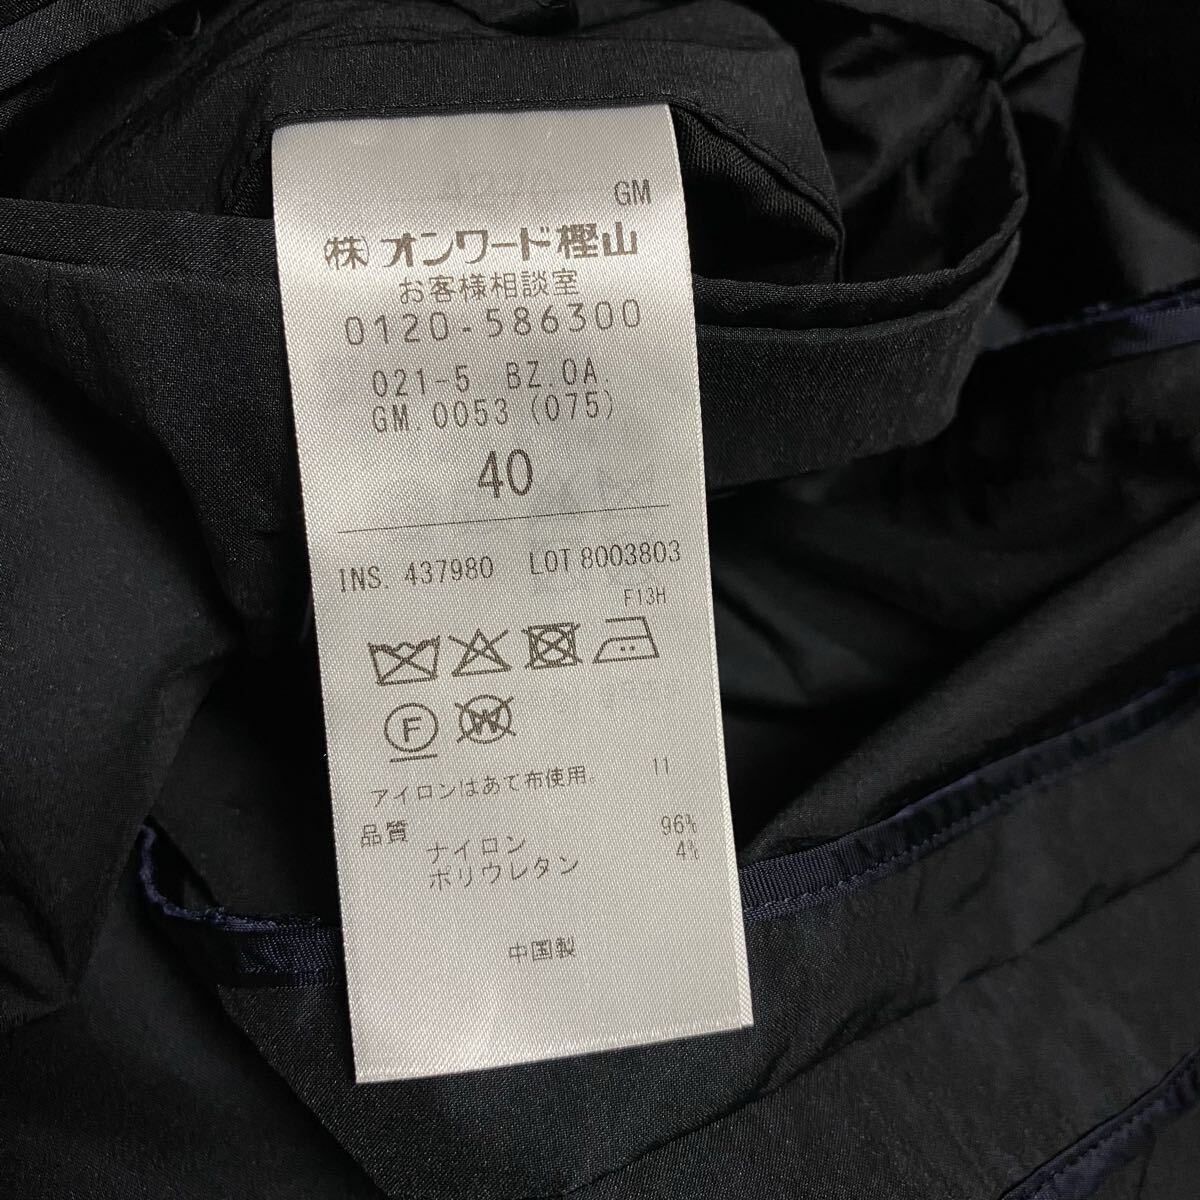 GM
(株)オンワード樫山
お客様相談室
0120-586300
021-5 BZ.OA.
GM.0053(075)
40
INS. 437980 LOT 8003803
F13H
F W
アイロンはあて布使用。 11
品質
ナイロン 96%
ポリウレタン 4%
中国製